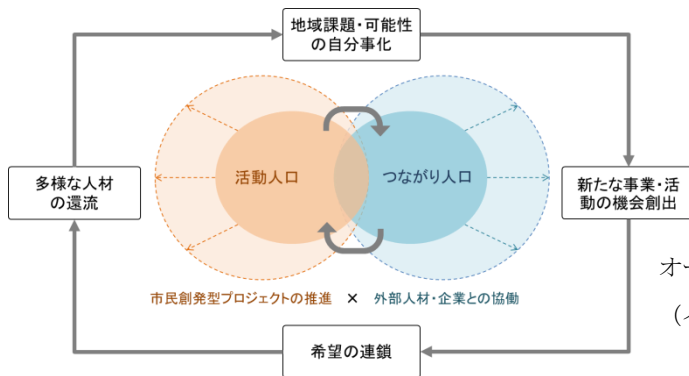 地域課題・可能性
の自分事化
活動人口
つながり人口
多様な人材
の還流
新たな事業・活
動の機会創出
市民創発型プロジェクトの推進 × 外部人材・企業との協働
希望の連鎖
オー